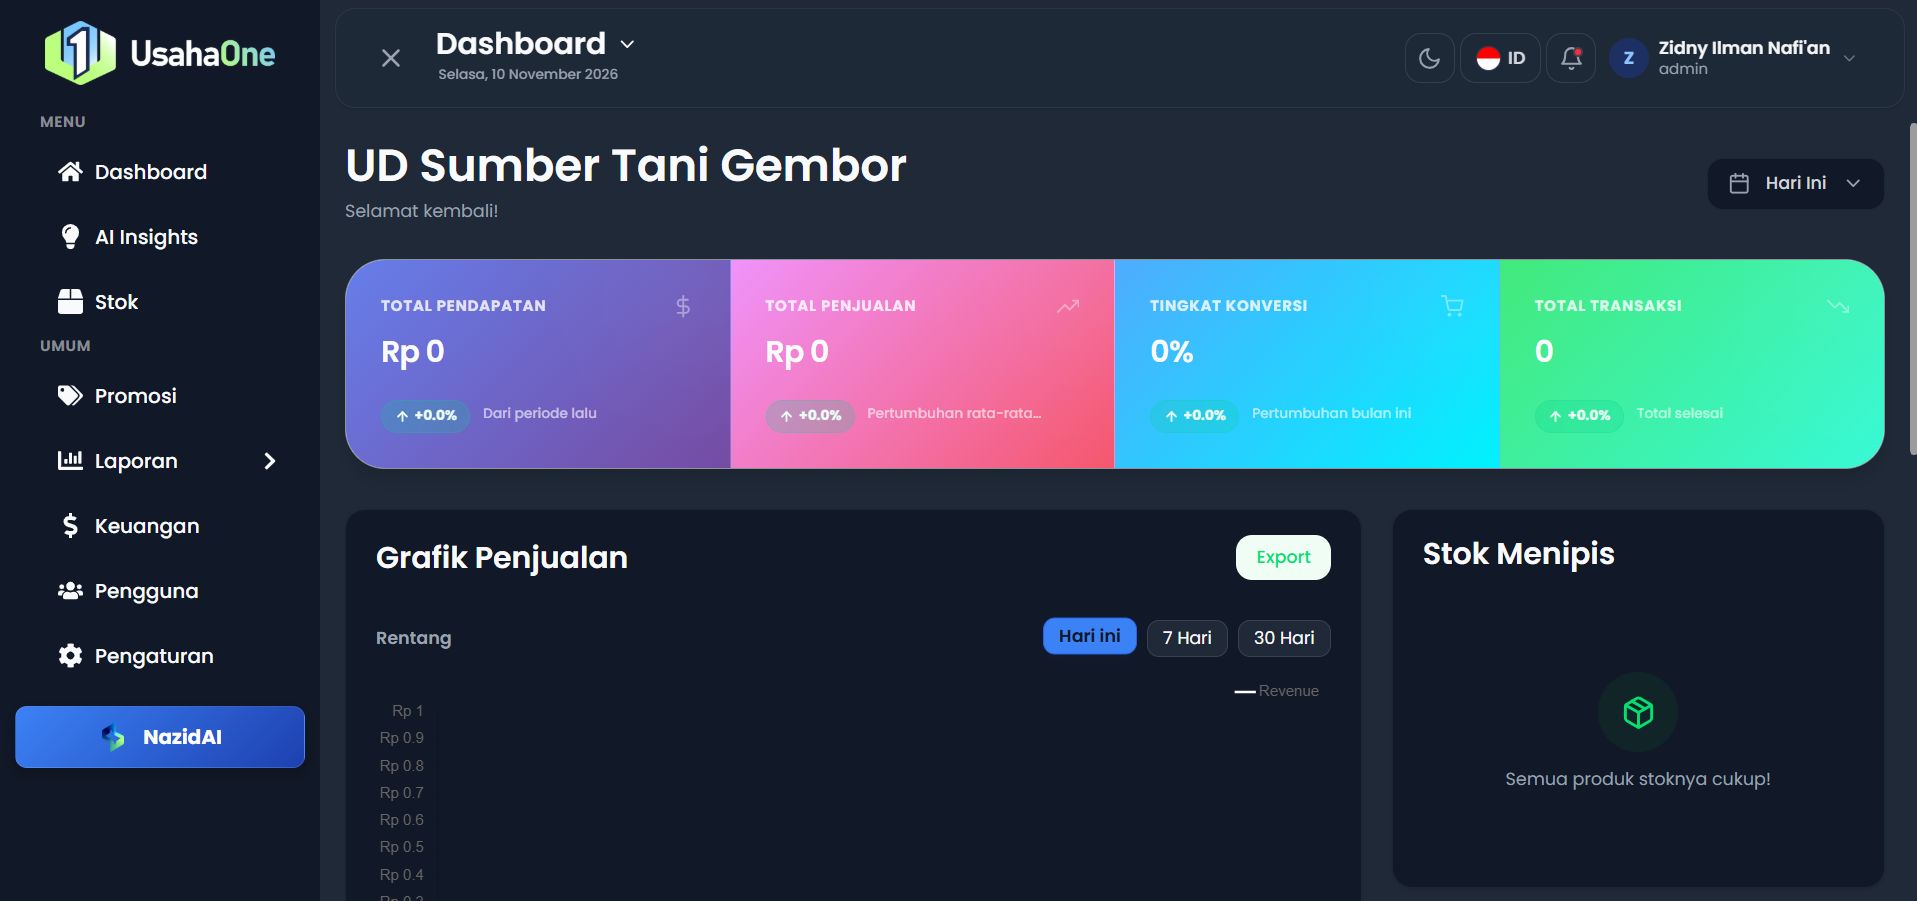 UsahaOne
MENU
Dashboard
AI Insights
Stok
UMUM
Promosi
Laporan
Keuangan
Pengguna
Pengaturan
NazidAI
Dashboard
Selasa, 10 November 2026
ID
Z
Zidny Ilman Nafi'an
admin
UD Sumber Tani Gembor
Selamat kembali!
Hari Ini
TOTAL PENDAPATAN
Rp 0
+0.0% Dari periode lalu
TOTAL PENJUALAN
Rp 0
+0.0% Pertumbuhan rata-rata...
TINGKAT KONVERSI
0%
+0.0% Pertumbuhan bulan ini
TOTAL TRANSAKSI
0
+0.0% Total selesai
Grafik Penjualan
Export
Rentang
Hari ini
7 Hari
30 Hari
Revenue
Rp 1
Rp 0.9
Rp 0.8
Rp 0.7
Rp 0.6
Rp 0.5
Rp 0.4
Stok Menipis
Semua produk stoknya cukup!